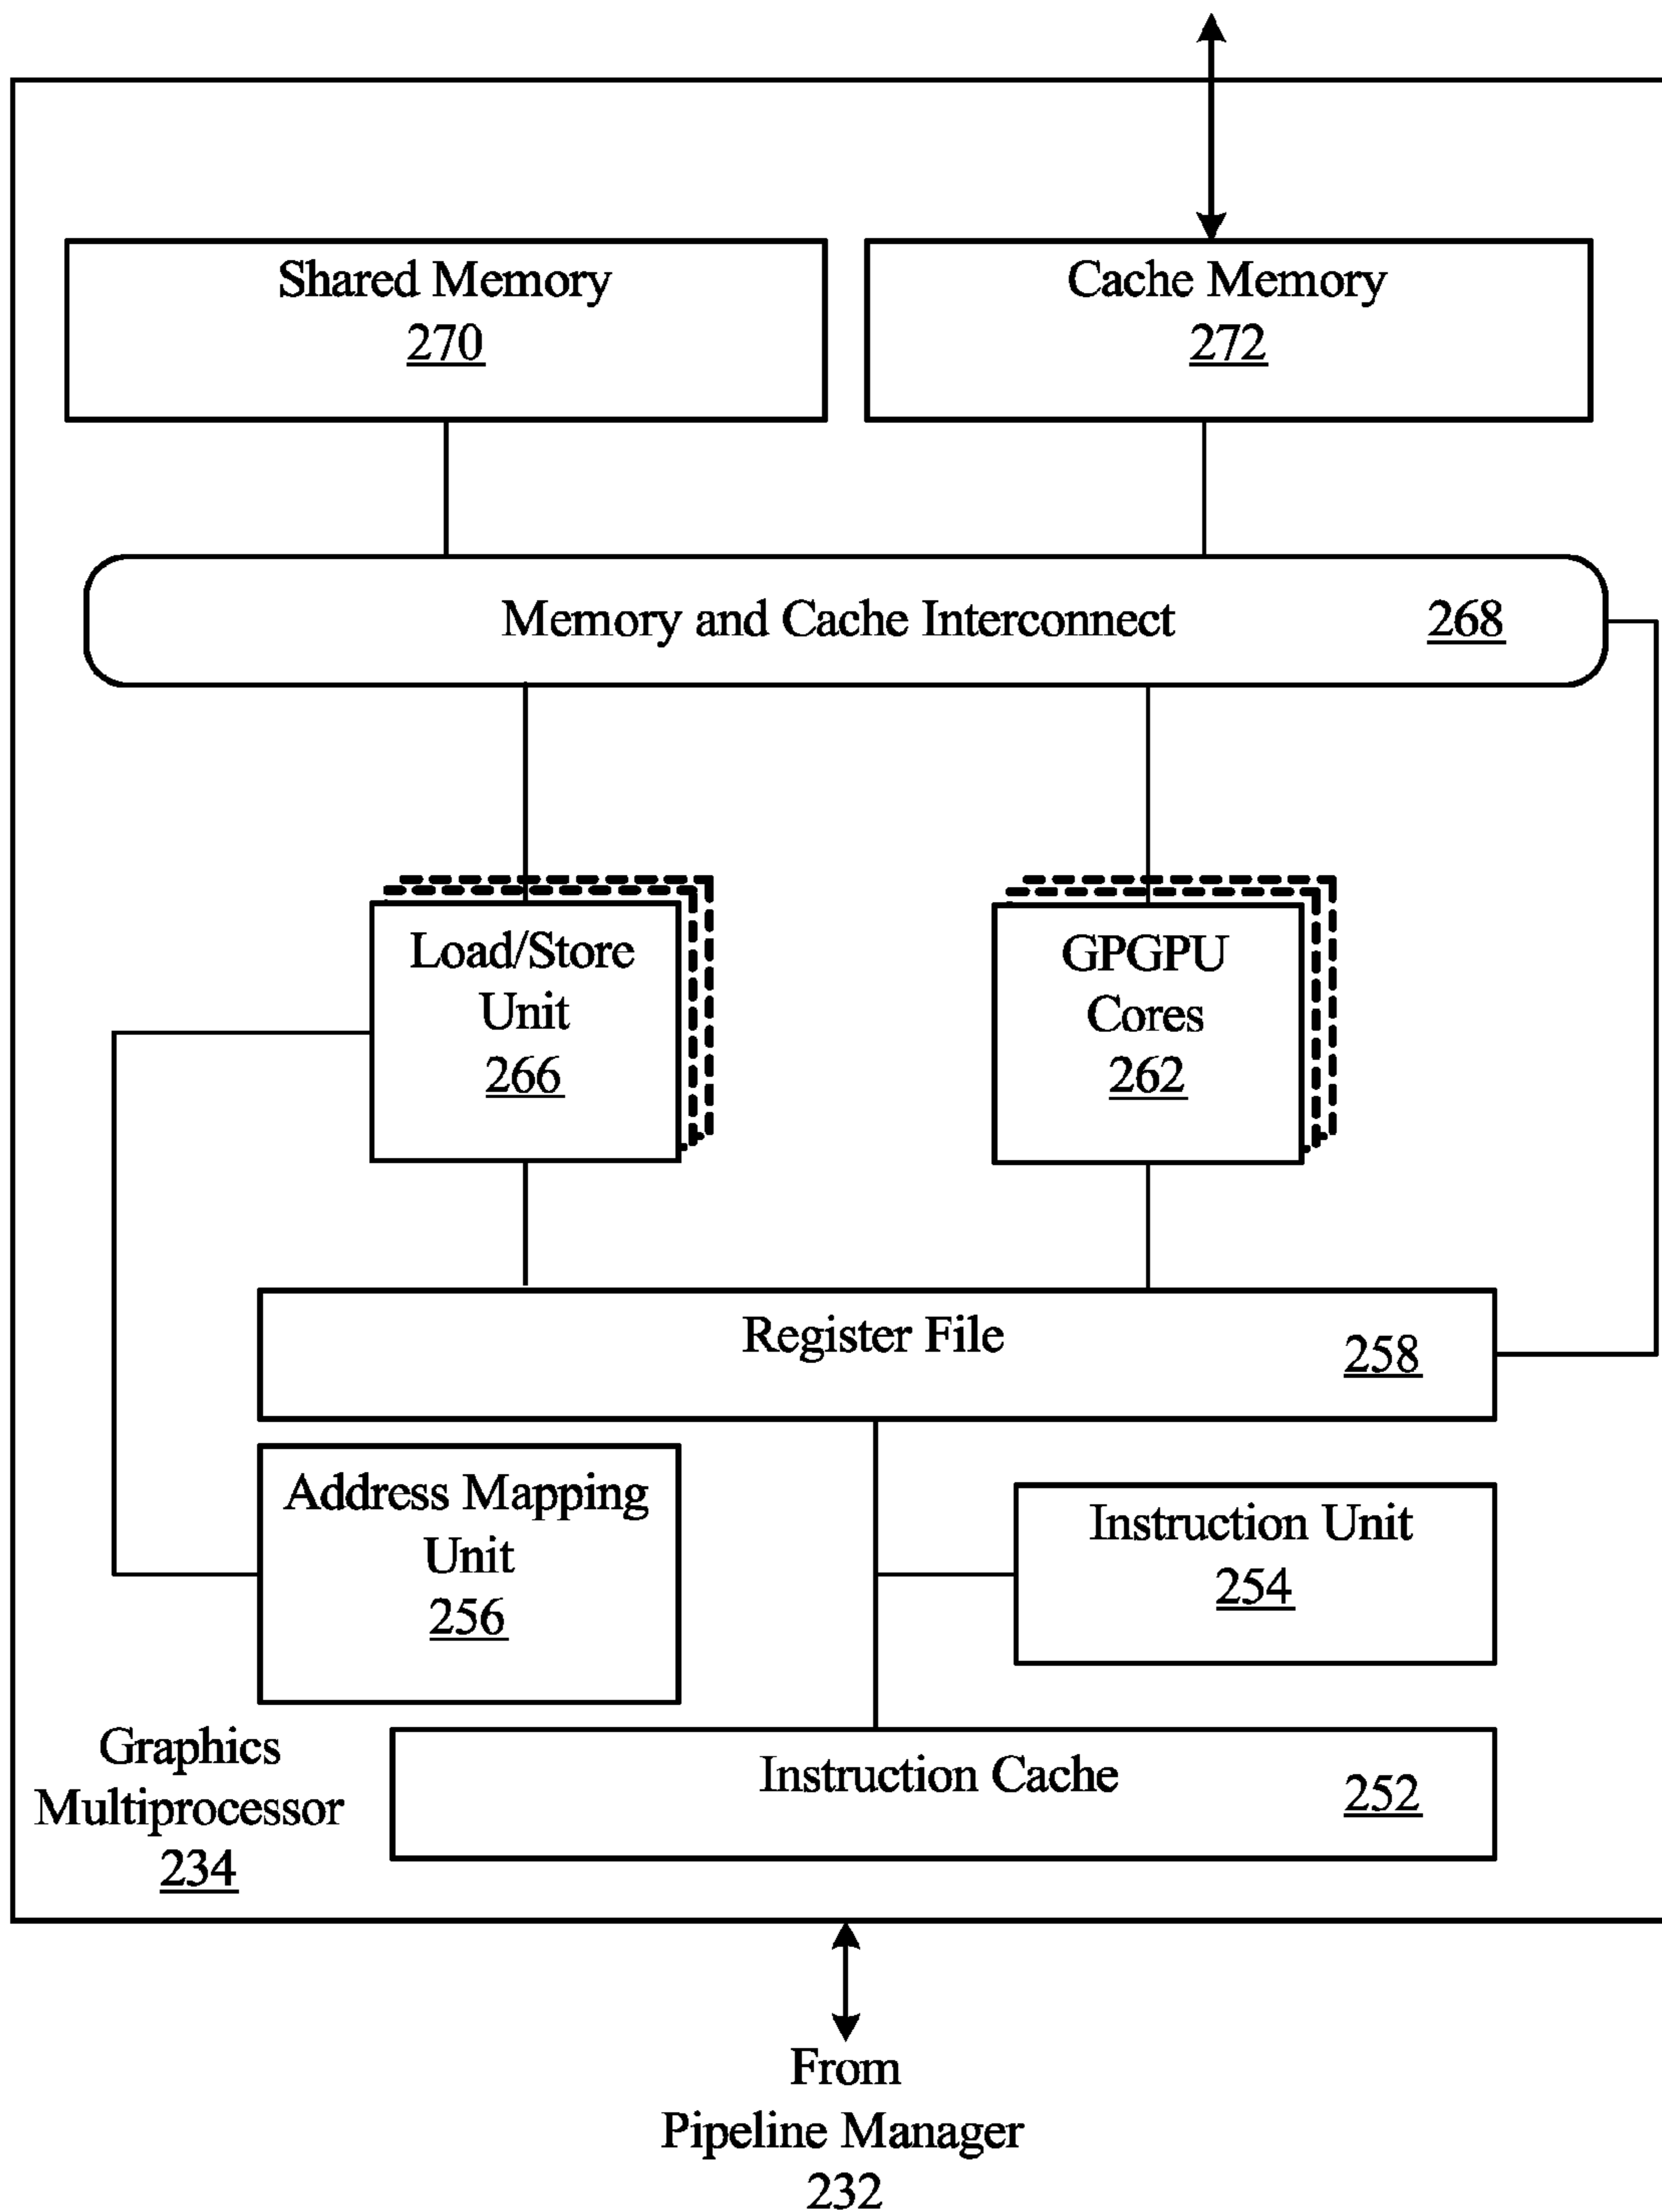 Shared Memory
270
Cache Memory
272
Memory and Cache Interconnect
268
Load/Store
Unit
266
GPGPU
Cores
262
Register File
258
Address Mapping
Unit
256
Instruction Unit
254
Graphics
Multiprocessor
234
Instruction Cache
252
From
Pipeline Manager
232